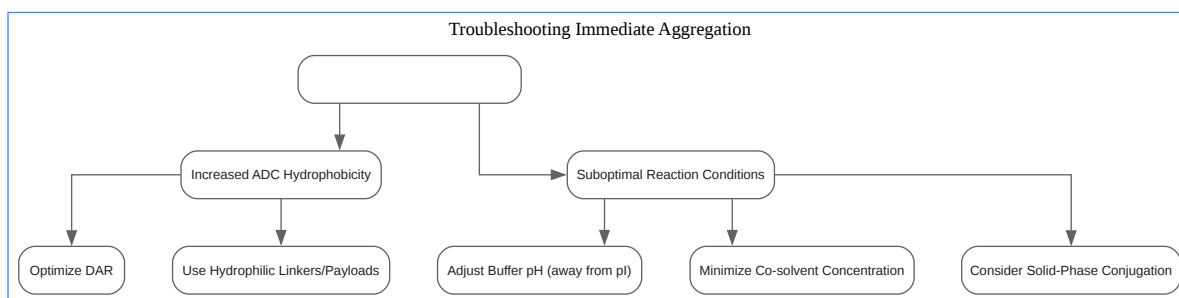 Troubleshooting Immediate Aggregation
Increased ADC Hydrophobicity
Suboptimal Reaction Conditions
Optimize DAR
Use Hydrophilic Linkers/Payloads
Adjust Buffer pH (away from pI)
Minimize Co-solvent Concentration
Consider Solid-Phase Conjugation